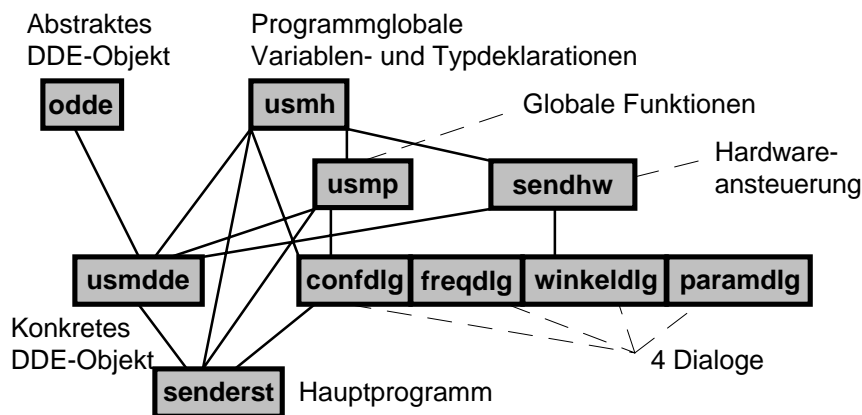 Abstraktes
DDE-Objekt
Programmglobale
Variablen- und Typdeklarationen
odde
usmh
Globale Funktionen
usmp
sendhw
Hardware-
ansteuerung
usmdde
confdlg
freqdlg
winkeldlg
paramdlg
Konkretes
DDE-Objekt
4 Dialoge
senderst
Hauptprogramm